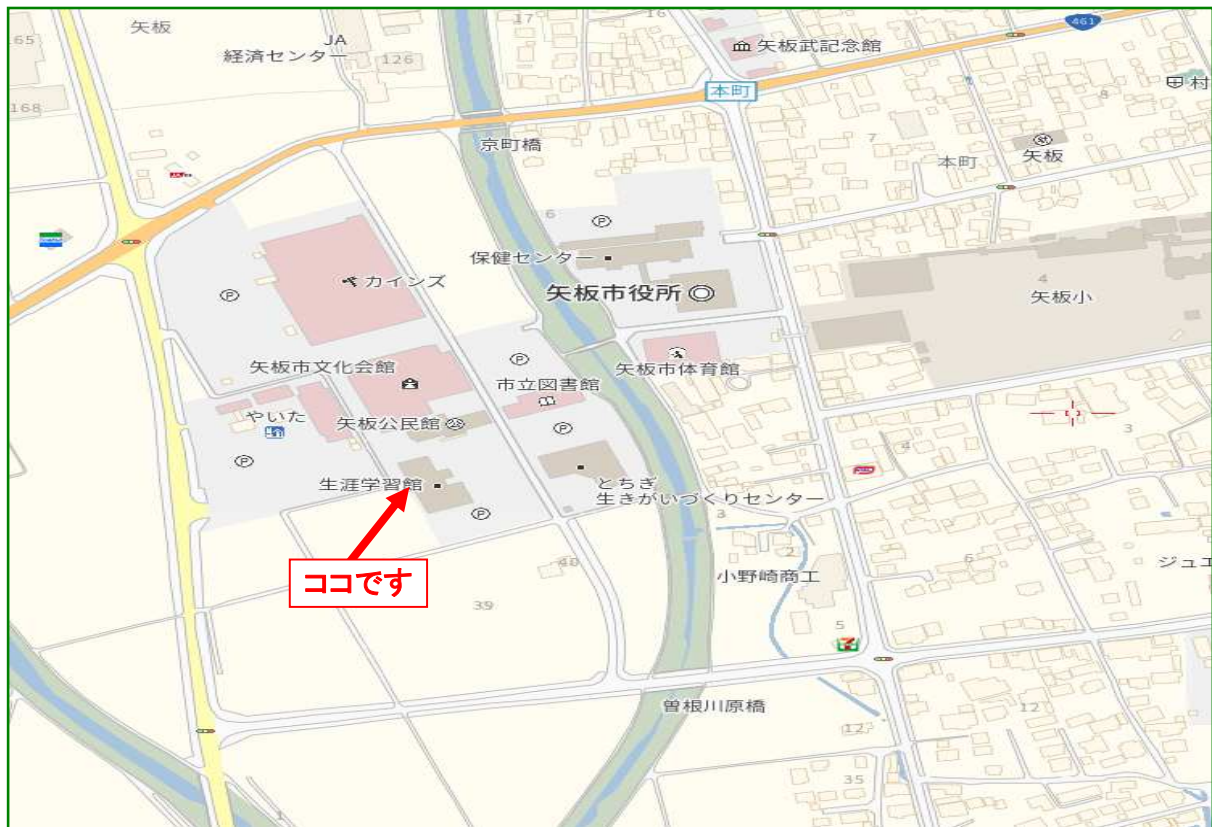 矢板
17
16
461
165
JA
経済センター
126
矢板武記念館
本町
村
8
168
京町橋
7
本町
矢板
JA
6
P
保健センター
カインズ
矢板市役所
4
矢板小
P
P
矢板市文化会館
市立図書館
矢板市体育館
やいた
矢板公民館
P
3
P
4
生涯学習館
とちぎ
生きがいづくりセンター
P
3
2
6
ココです
40
小野崎商工
ジュエ
39
5
7
曽根川原橋
12
12
35
1